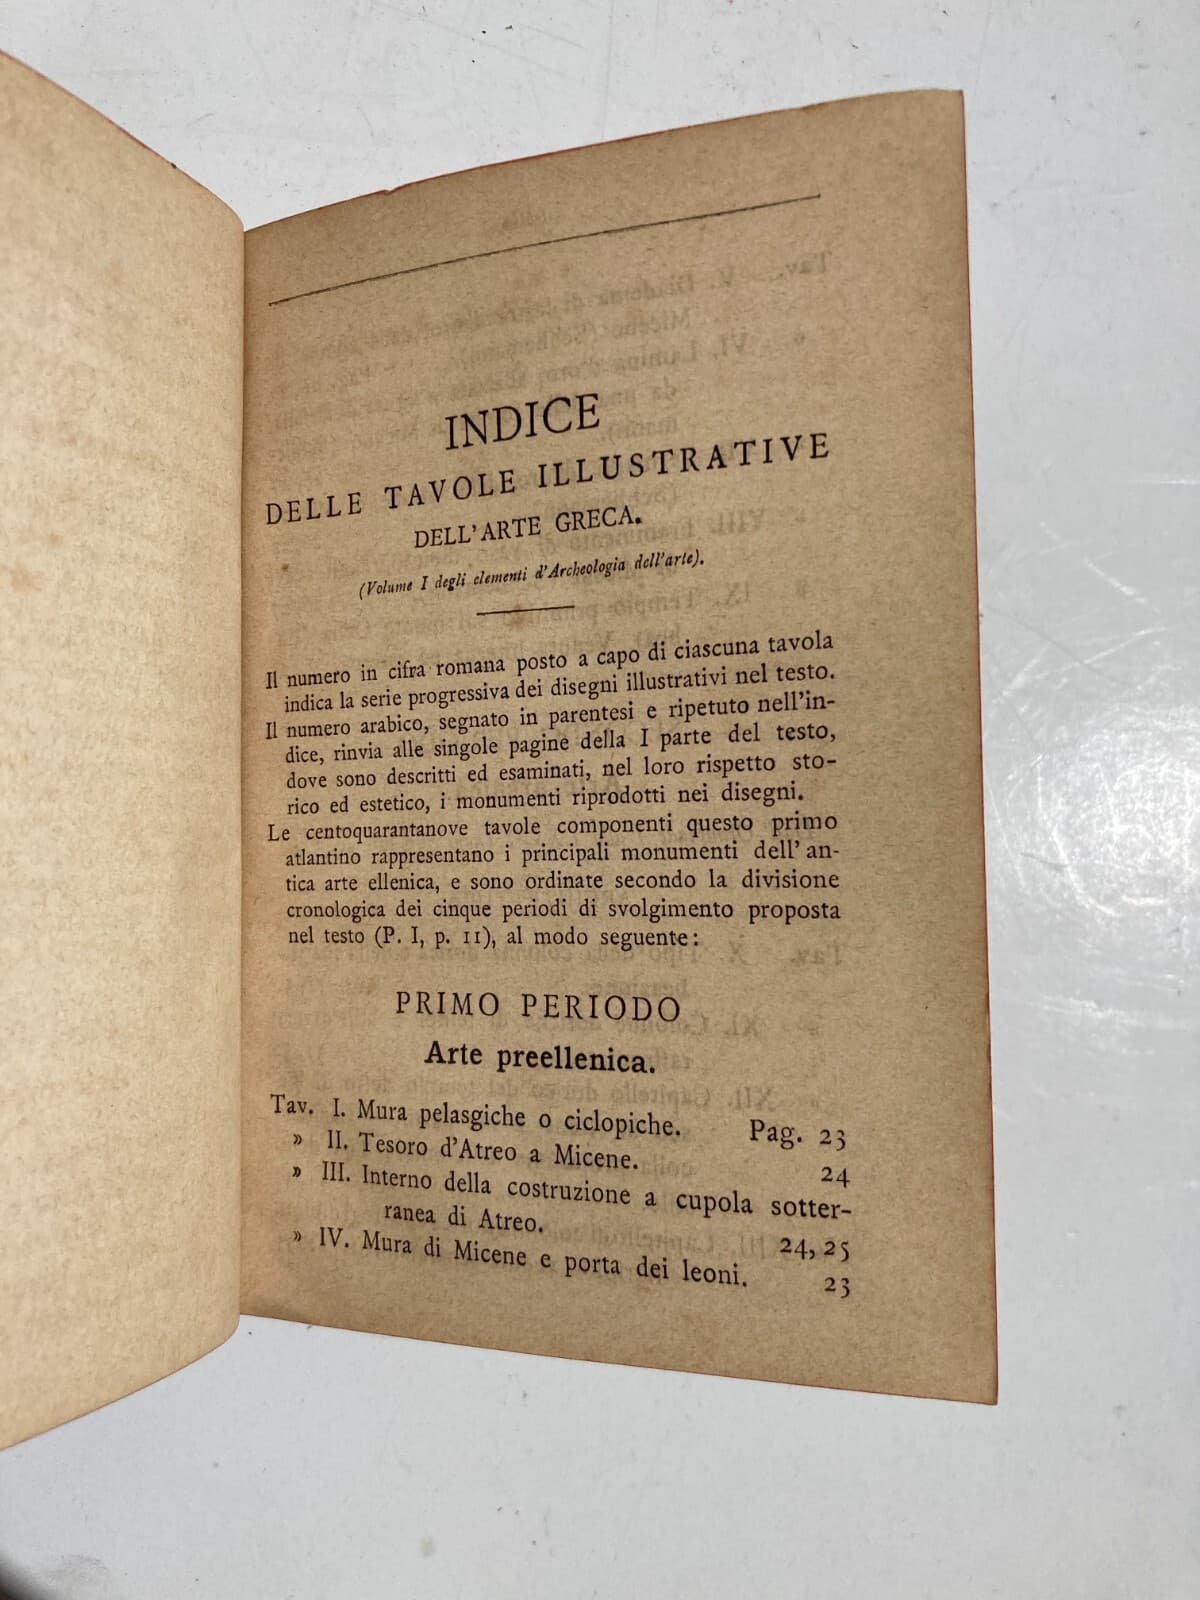 INDICE
DELLE TAVOLE ILLUSTRATIVE
DELL'ARTE GRECA.
(Volume I degli elementi d'Archeologia dell'arte).
Il numero in cifra romana posto a capo di ciascuna tavola
indica la serie progressiva dei disegni illustrativi nel testo.
Il numero arabico, segnato in parentesi e ripetuto nell'in-
dice, rinvia alle singole pagine della I parte del testo,
dove sono descritti ed esaminati, nel loro rispetto sto-
rico ed estetico, i monumenti riprodotti nei disegni.
Le centoquarantanove tavole componenti questo primo
atlantino rappresentano i principali monumenti dell'an-
tica arte ellenica, e sono ordinate secondo la divisione
cronologica dei cinque periodi di svolgimento proposta
nel testo (P. I, p. 11), al modo seguente:
PRIMO PERIODO
Arte preellenica.
Tav. I. Mura pelasgiche o ciclopiche. Pag. 23
» II. Tesoro d'Atreo a Micene. 24
» III. Interno della costruzione a cupola sotter-
ranea di Atreo. 24, 25
» IV. Mura di Micene e porta dei leoni. 23